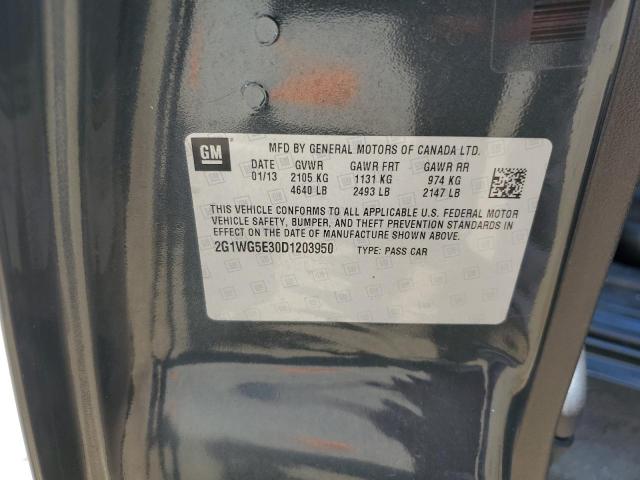 GM
MFD BY GENERAL MOTORS OF CANADA LTD.
DATE GVWR GAWR FRT GAWR RR
01/13 2105 KG 1131 KG 974 KG
4640 LB 2493 LB 2147 LB
THIS VEHICLE CONFORMS TO ALL APPLICABLE U.S. FEDERAL MOTOR
VEHICLE SAFETY, BUMPER, AND THEFT PREVENTION STANDARDS IN
EFFECT ON THE DATE OF MANUFACTURE SHOWN ABOVE.
2G1WG5E30D1203950 TYPE: PASS CAR